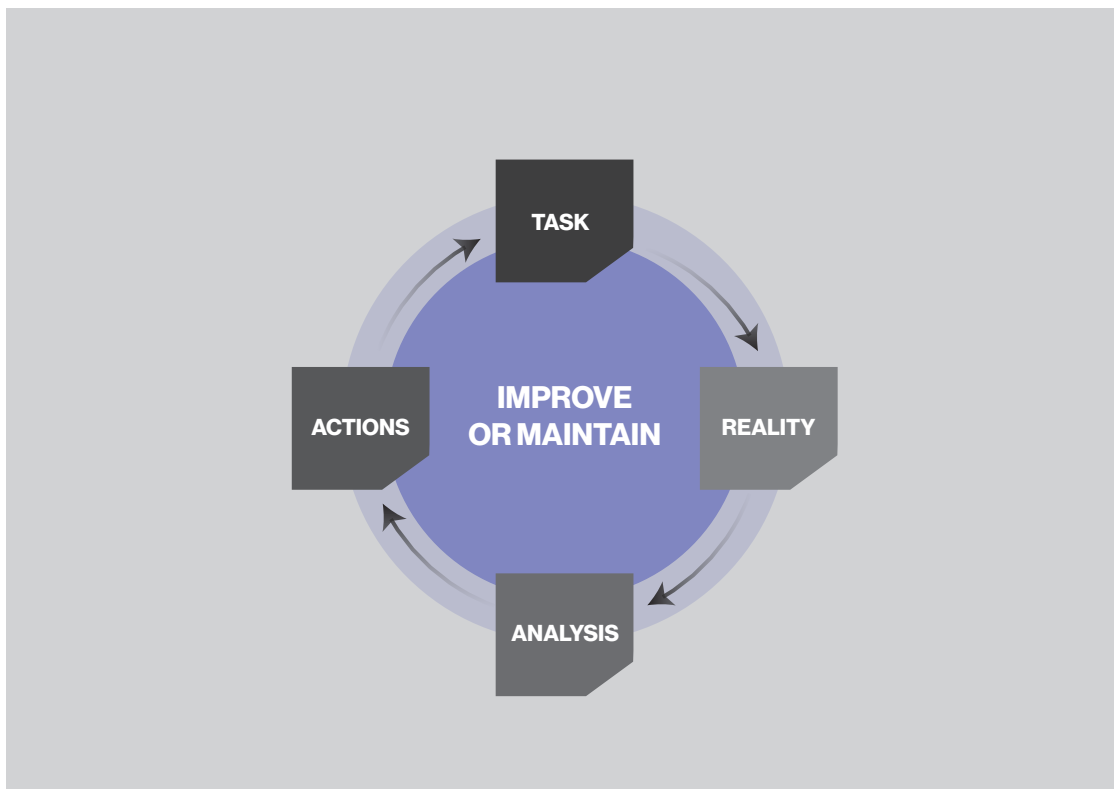 TASK
IMPROVE
OR MAINTAIN
ACTIONS
REALITY
ANALYSIS